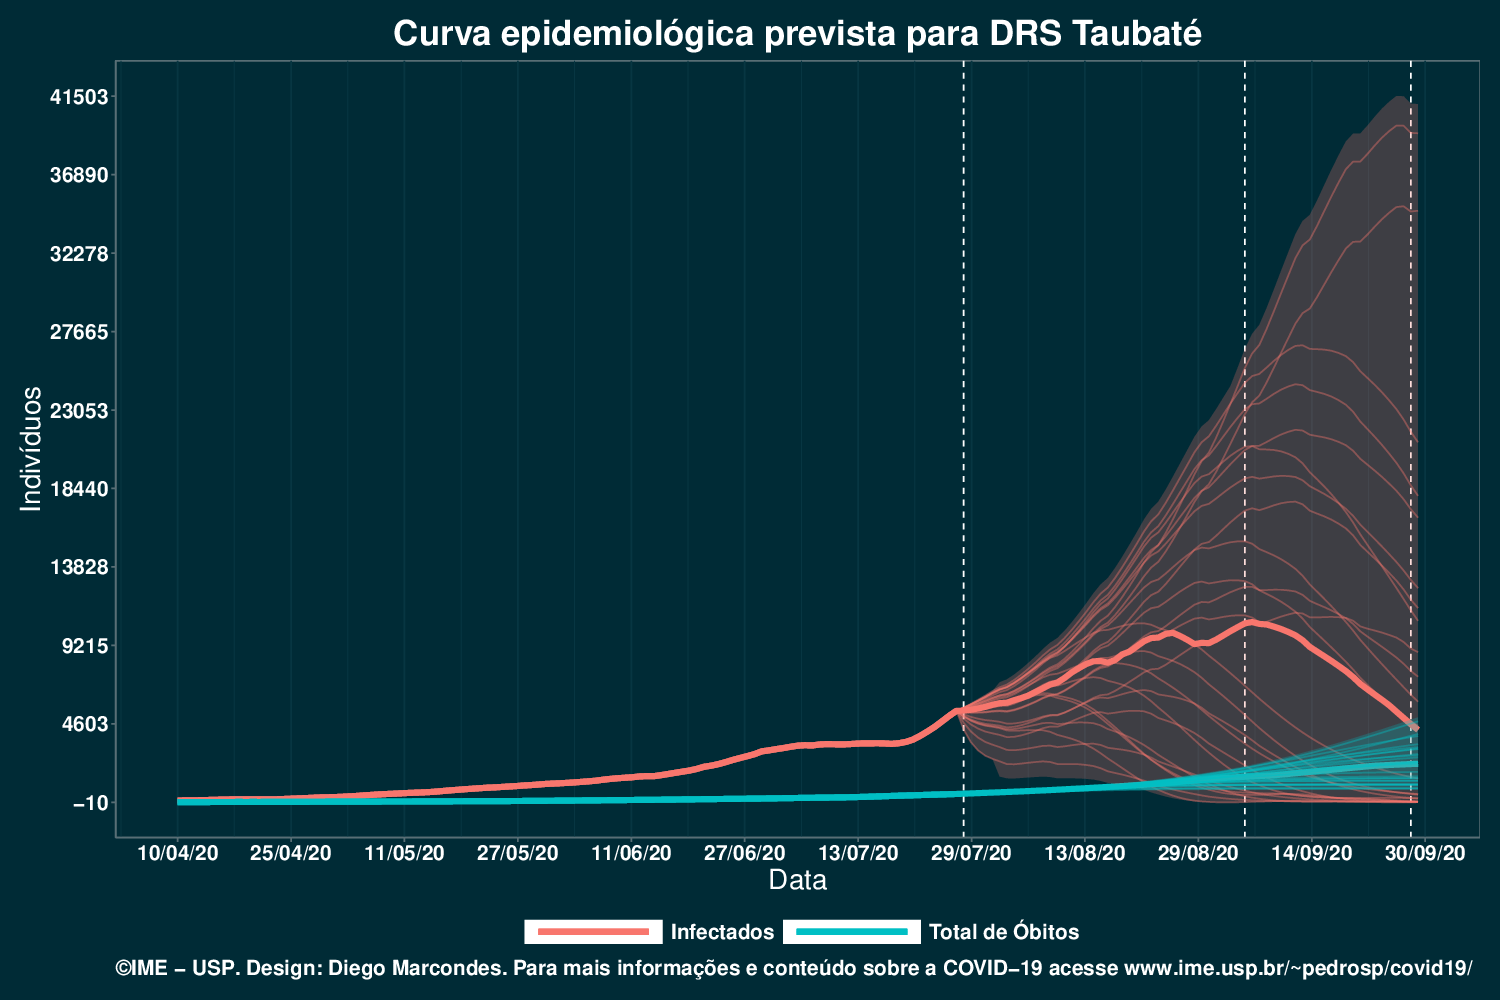 Curva epidemiológica prevista para DRS Taubaté
41503
36890
32278
27665
23053
18440
13828
9215
4603
−10
Indivíduos
10/04/20 25/04/20 11/05/20 27/05/20 11/06/20 27/06/20 13/07/20 29/07/20 13/08/20 29/08/20 14/09/20 30/09/20
Data
Infectados Total de Óbitos
©IME − USP. Design: Diego Marcondes. Para mais informações e conteúdo sobre a COVID−19 acesse www.ime.usp.br/~pedrosp/covid19/